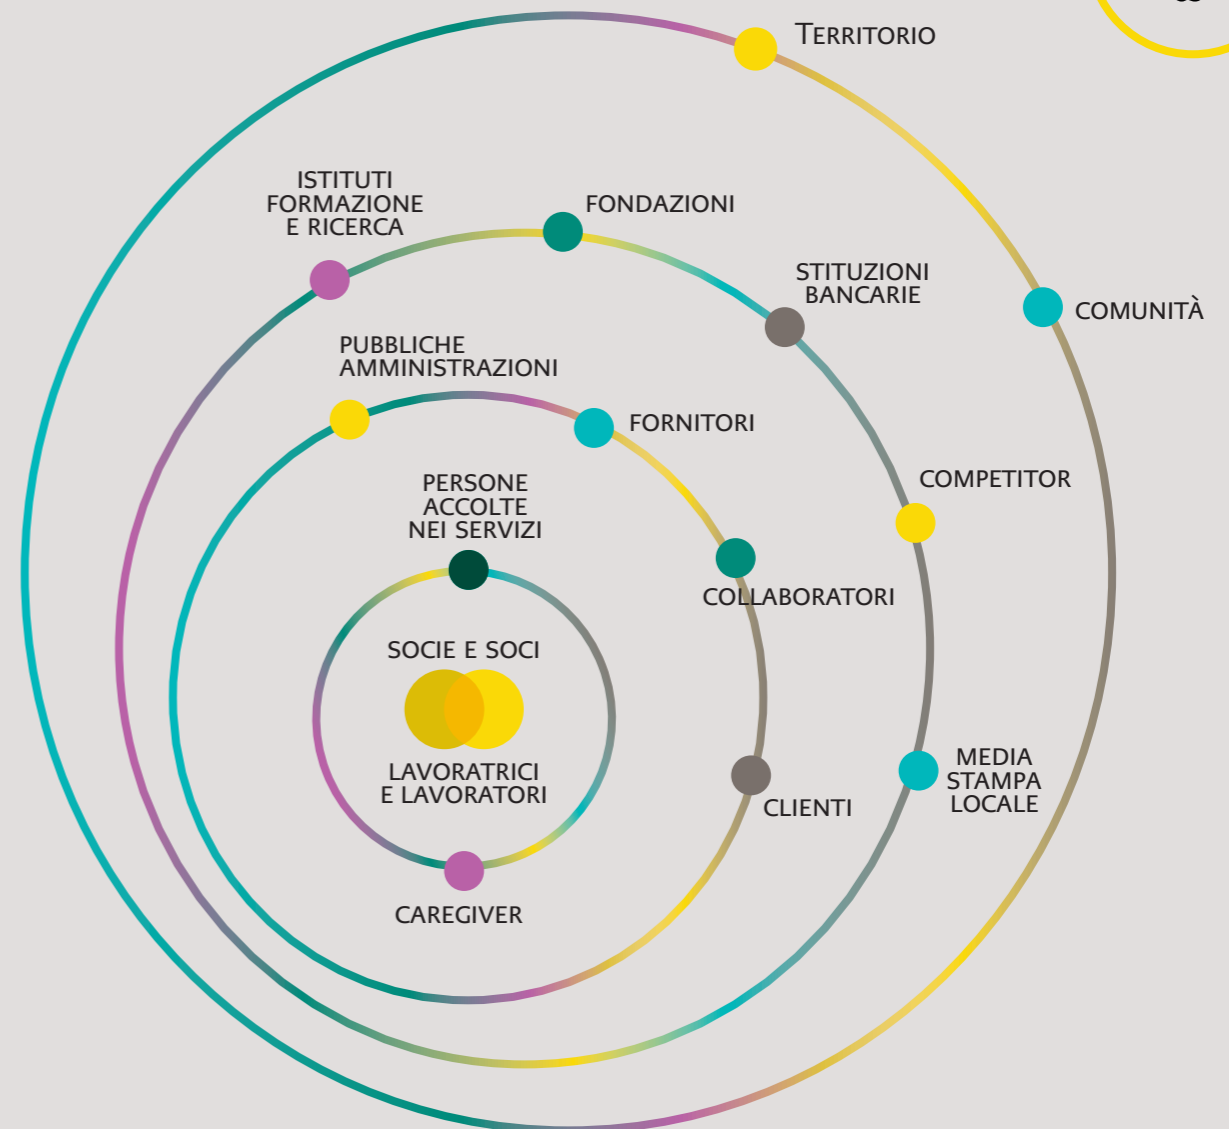 TERRITORIO
ISTITUTI
FORMAZIONE
E RICERCA
FONDAZIONI
STITUZIONI
BANCARIE
COMUNITÀ
PUBBLICHE
AMMINISTRAZIONI
FORNITORI
COMPETITOR
PERSONE
ACCOLTE
NEI SERVIZI
COLLABORATORI
SOCIE E SOCI
LAVORATRICI
E LAVORATORI
MEDIA
STAMPA
LOCALE
CLIENTI
CAREGIVER